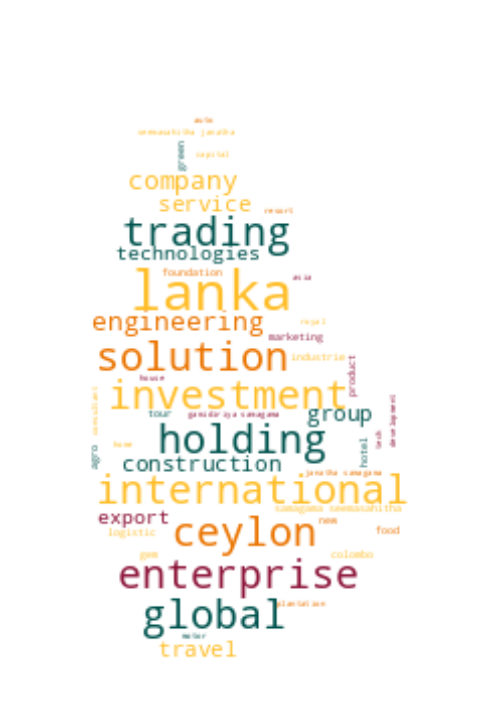 auto
seemasahitha janatha
green
capital
company
service
resort
trading
technologies
foundation
asia
lanka
engineering
royal
marketing
solution
industrie
product
house
investment
consultant
tour
gamidiriya samagama
group
development
tech
holding
home
hotel
agro
construction
janatha samagama
international
samagama seemasahitha
export
new
logistic
ceylon
food
gem
colombo
enterprise
global
plantation
motor
travel